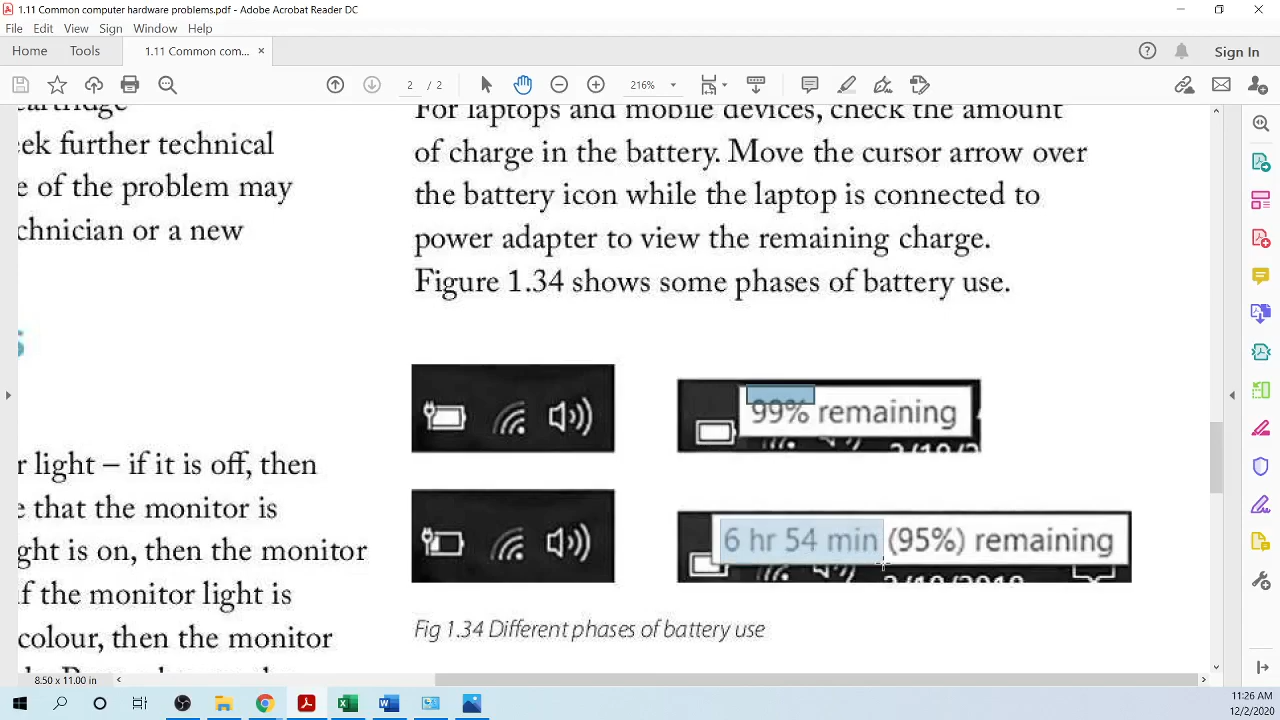 1.11 Common computer hardware problems.pdf - Adobe Acrobat Reader DC
File Edit View Sign Window Help
Home Tools 1.11 Common com... × Sign In
2 / 2 216%
cartridge
eek further technical
e of the problem may
chnician or a new
r light – if it is off, then
e that the monitor is
ght is on, then the monitor
if the monitor light is
colour, then the monitor
For laptops and mobile devices, check the amount
of charge in the battery. Move the cursor arrow over
the battery icon while the laptop is connected to
power adapter to view the remaining charge.
Figure 1.34 shows some phases of battery use.
99% remaining
6 hr 54 min (95%) remaining
2/10/2019
Fig 1.34 Different phases of battery use
8.50 x 11.00 in
11:26 AM
12/2/2020